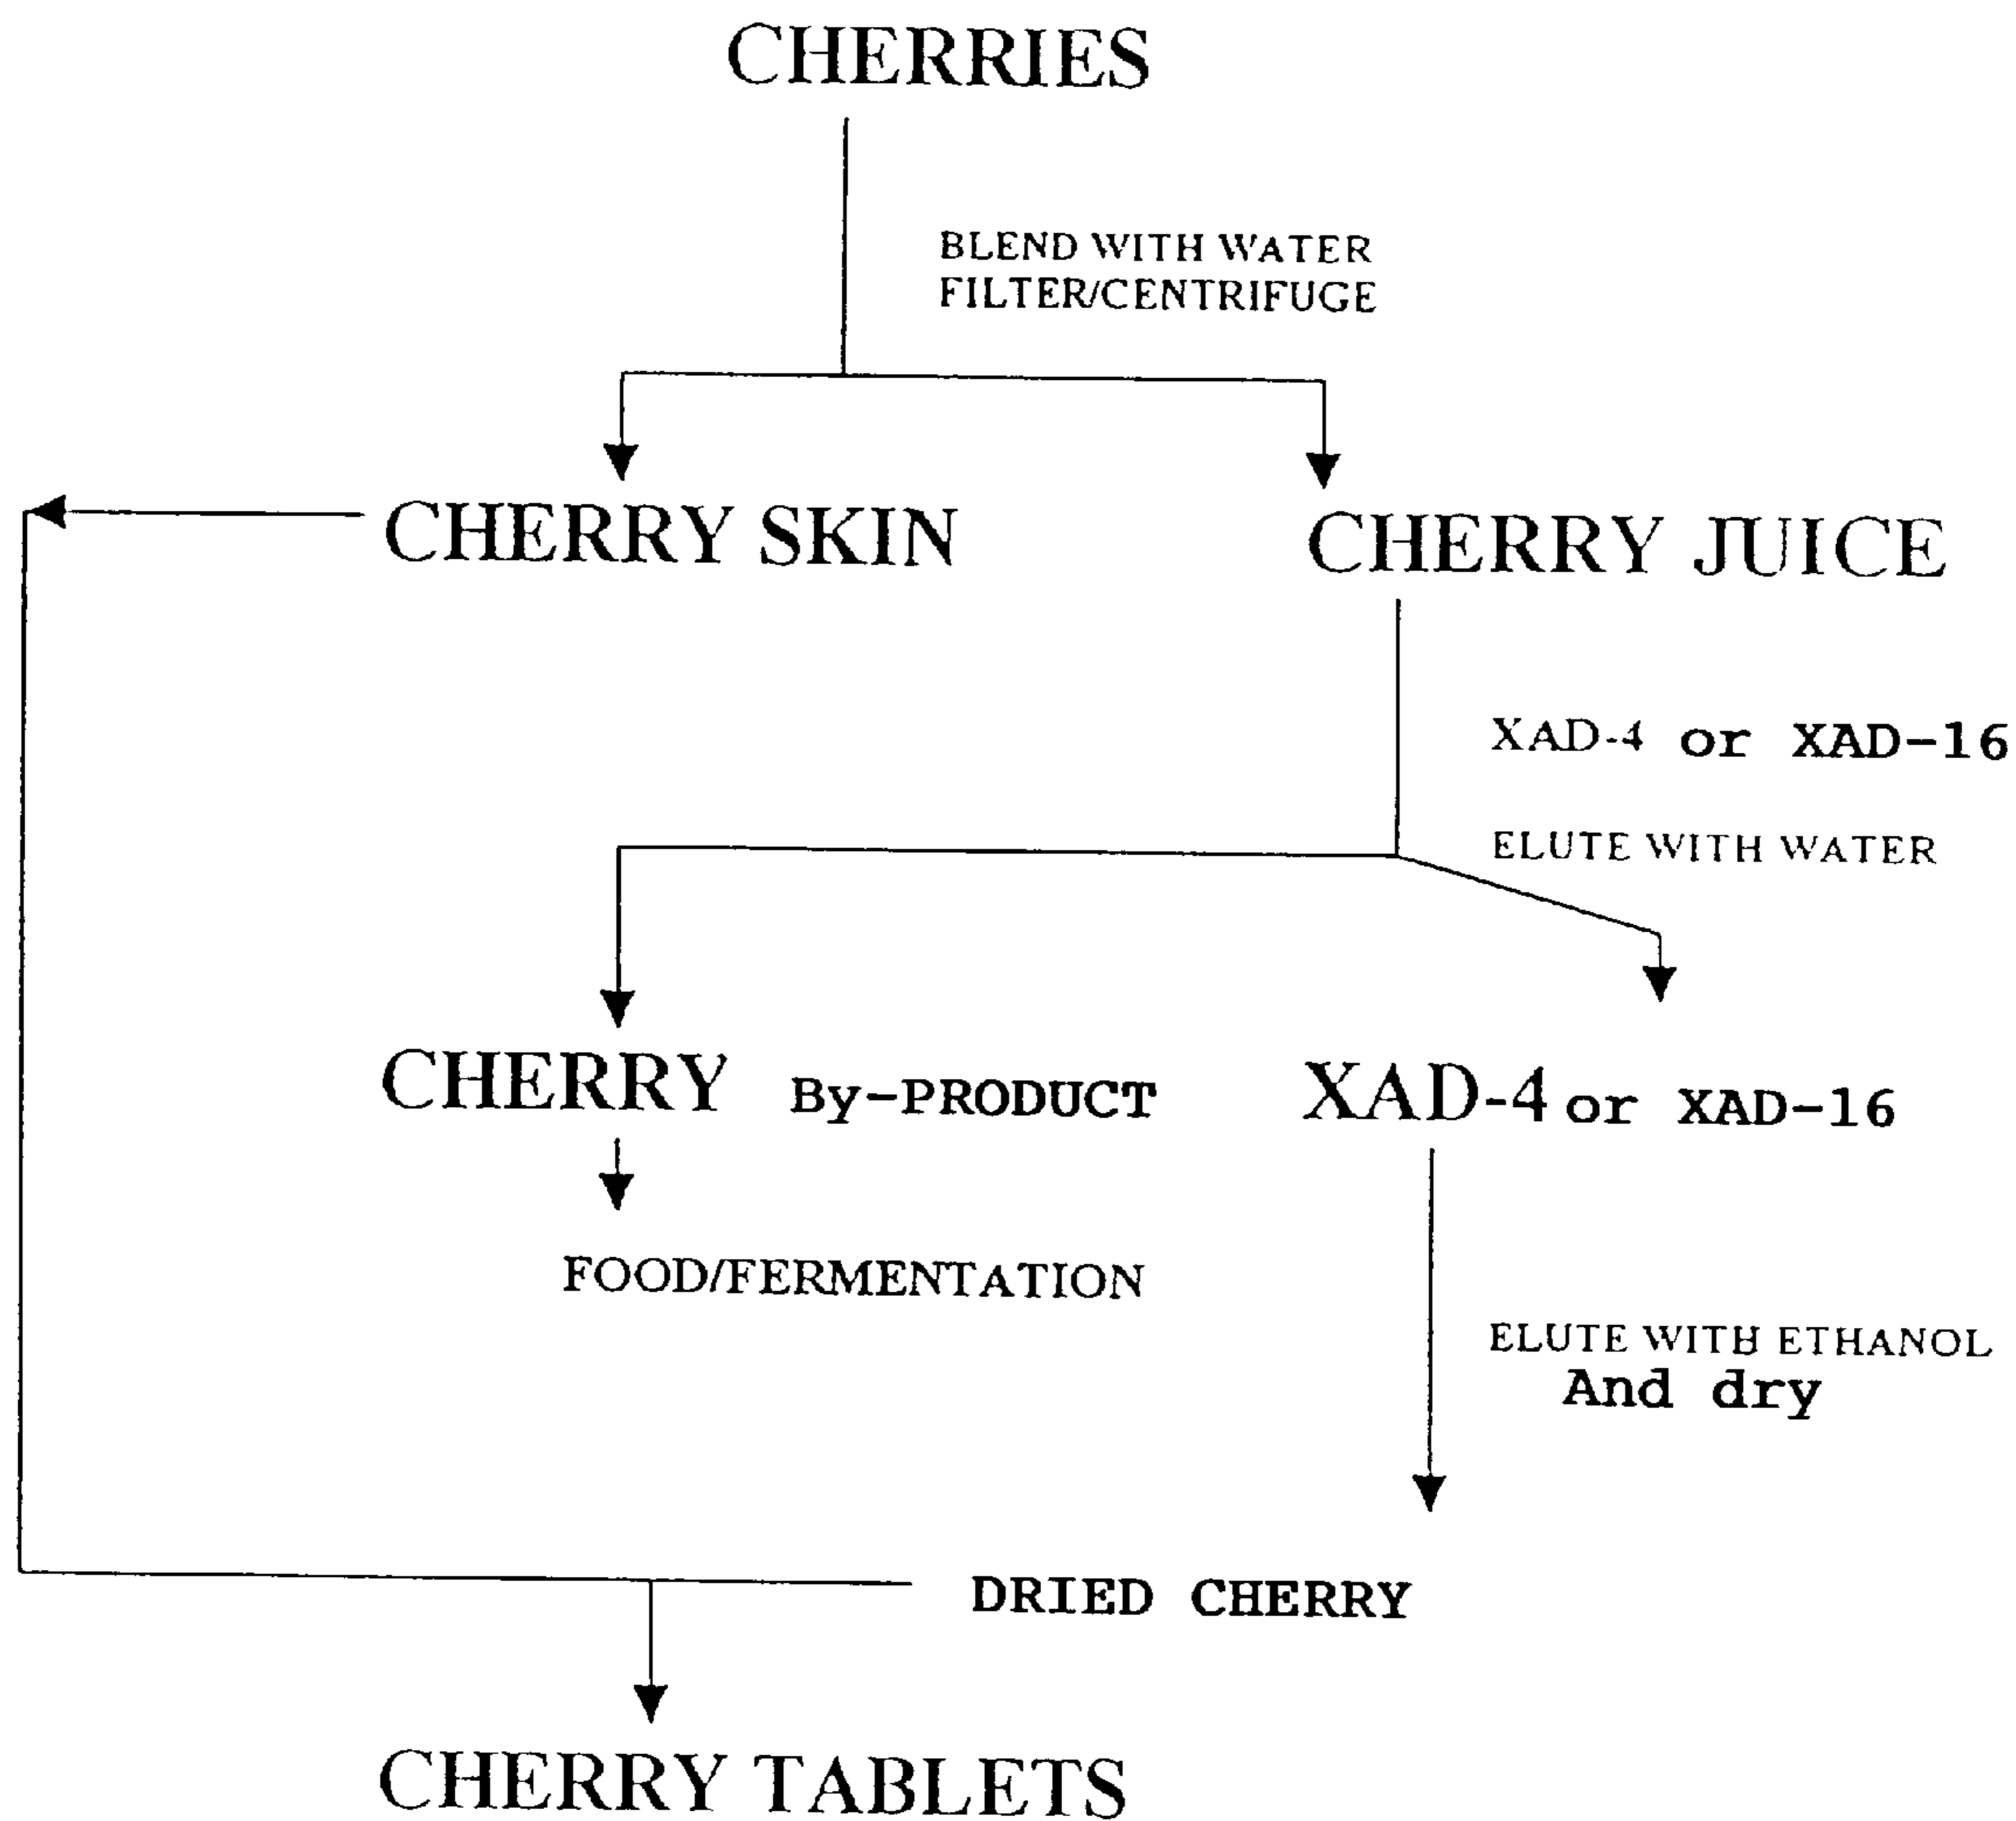 CHERRIES
BLEND WITH WATER
FILTER/CENTRIFUGE
CHERRY SKIN
CHERRY JUICE
XAD-4 or XAD-16
ELUTE WITH WATER
CHERRY By-PRODUCT
XAD-4 or XAD-16
FOOD/FERMENTATION
ELUTE WITH ETHANOL
And dry
DRIED CHERRY
CHERRY TABLETS